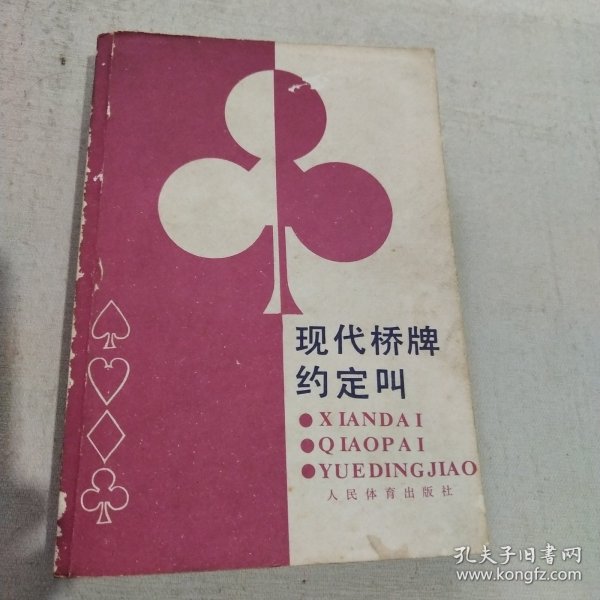 现代桥牌
约定叫
●XIANDAI
●QIAOPAI
●YUEDINGJIAO
人民体育出版社
孔夫子旧书网
www.kongfz.com